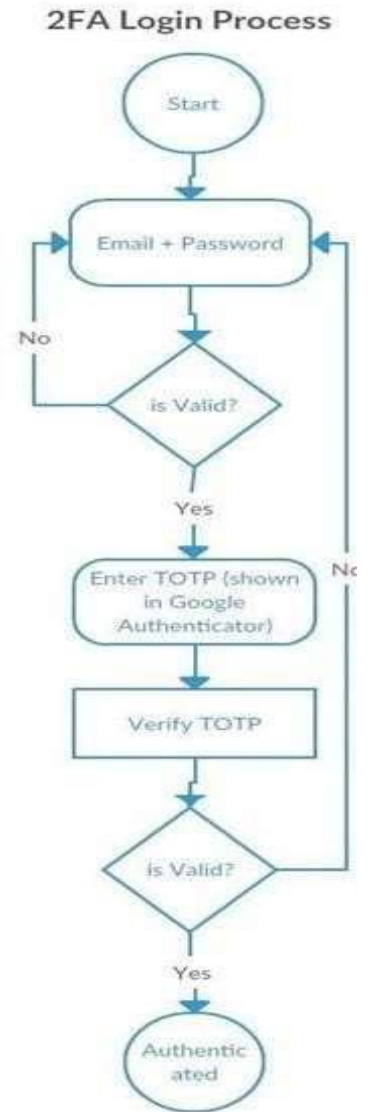 2FA Login Process
Start
Email + Password
No
is Valid?
Yes
Enter TOTP (shown
in Google
Authenticator)
No
Verify TOTP
is Valid?
Yes
Authentic
ated